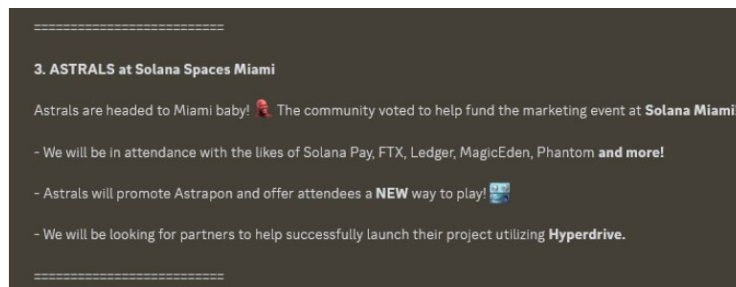 ==========================
3. ASTRALS at Solana Spaces Miami
Astrals are headed to Miami baby! The community voted to help fund the marketing event at Solana Miami!
- We will be in attendance with the likes of Solana Pay, FTX, Ledger, MagicEden, Phantom and more!
- Astrals will promote Astrapon and offer attendees a NEW way to play!
- We will be looking for partners to help successfully launch their project utilizing Hyperdrive.
==========================